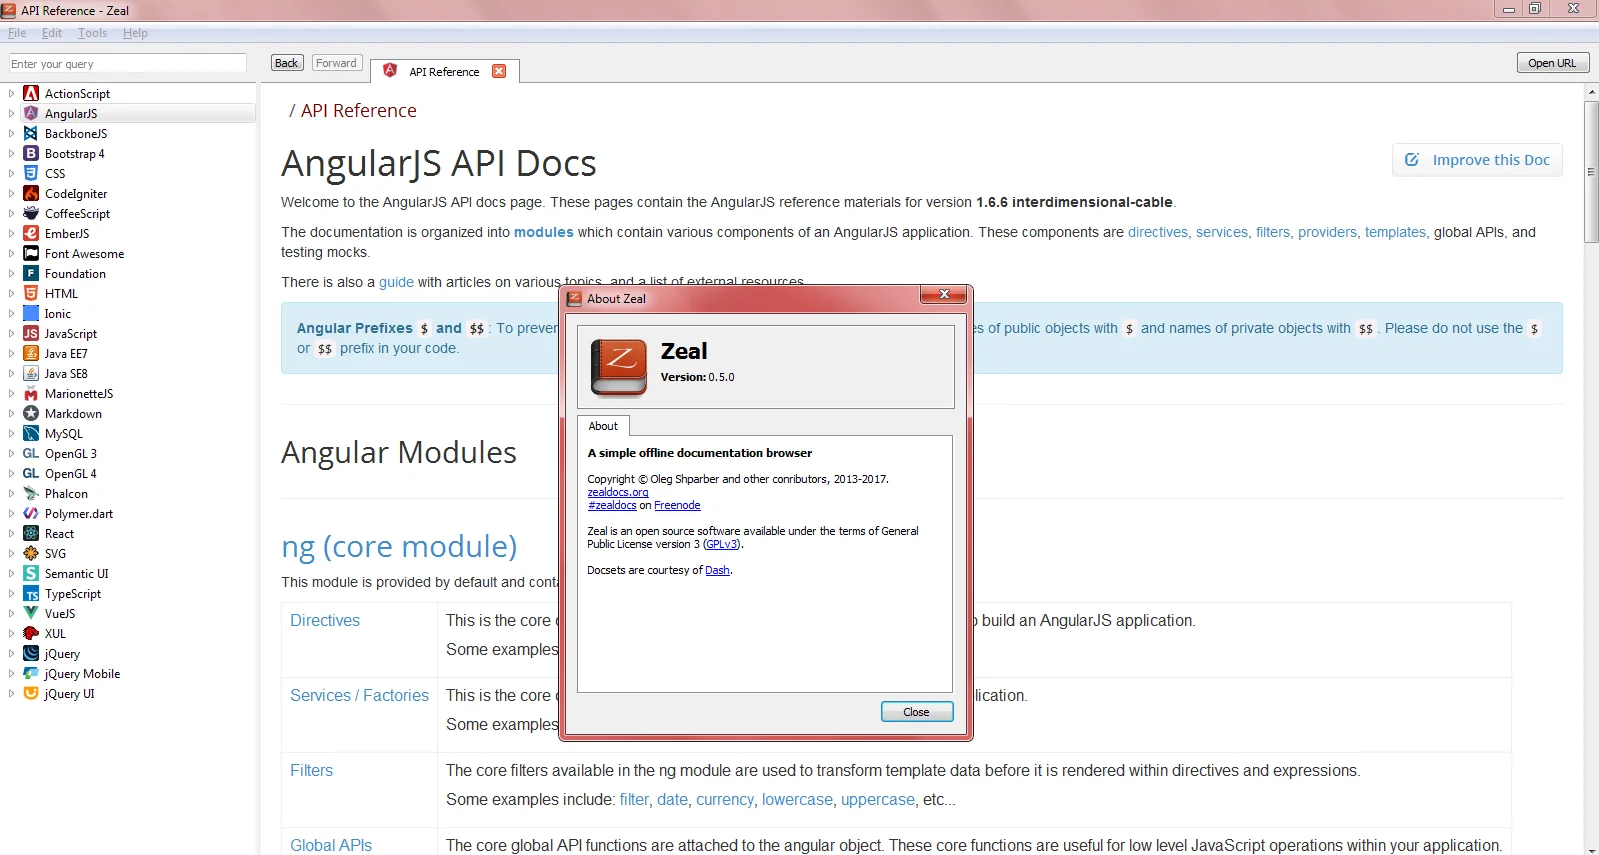 API Reference - Zeal
File Edit Tools Help
Enter your query
Back Forward API Reference Open URL
ActionScript
AngularJS
BackboneJS
Bootstrap 4
CSS
CodeIgniter
CoffeeScript
EmberJS
Font Awesome
Foundation
HTML
Ionic
JavaScript
Java EE7
Java SE8
MarionetteJS
Markdown
MySQL
OpenGL 3
OpenGL 4
Phalcon
Polymer.dart
React
SVG
Semantic UI
TypeScript
VueJS
XUL
jQuery
jQuery Mobile
jQuery UI
/ API Reference
AngularJS API Docs
Improve this Doc
Welcome to the AngularJS API docs page. These pages contain the AngularJS reference materials for version 1.6.6 interdimensional-cable.
The documentation is organized into modules which contain various components of an AngularJS application. These components are directives, services, filters, providers, templates, global APIs, and
testing mocks.
There is also a guide with articles on various topics, and a list of external resources.
Angular Prefixes $ and $$: To preven es of public objects with $ and names of private objects with $$. Please do not use the $
or $$ prefix in your code.
Angular Modules
ng (core module)
This module is provided by default and conta
Directives
This is the core build an AngularJS application.
Some examples
Services / Factories
This is the core lication.
Some examples
Filters
The core filters available in the ng module are used to transform template data before it is rendered within directives and expressions.
Some examples include: filter, date, currency, lowercase, uppercase, etc...
Global APIs
The core global API functions are attached to the angular object. These core functions are useful for low level JavaScript operations within your application.
About Zeal
Zeal
Version: 0.5.0
About
A simple offline documentation browser
Copyright © Oleg Shparber and other conributors, 2013-2017.
zealdocs.org
#zealdocs on Freenode
Zeal is an open source software available under the terms of General
Public License version 3 (GPLv3).
Docsets are courtesy of Dash.
Close